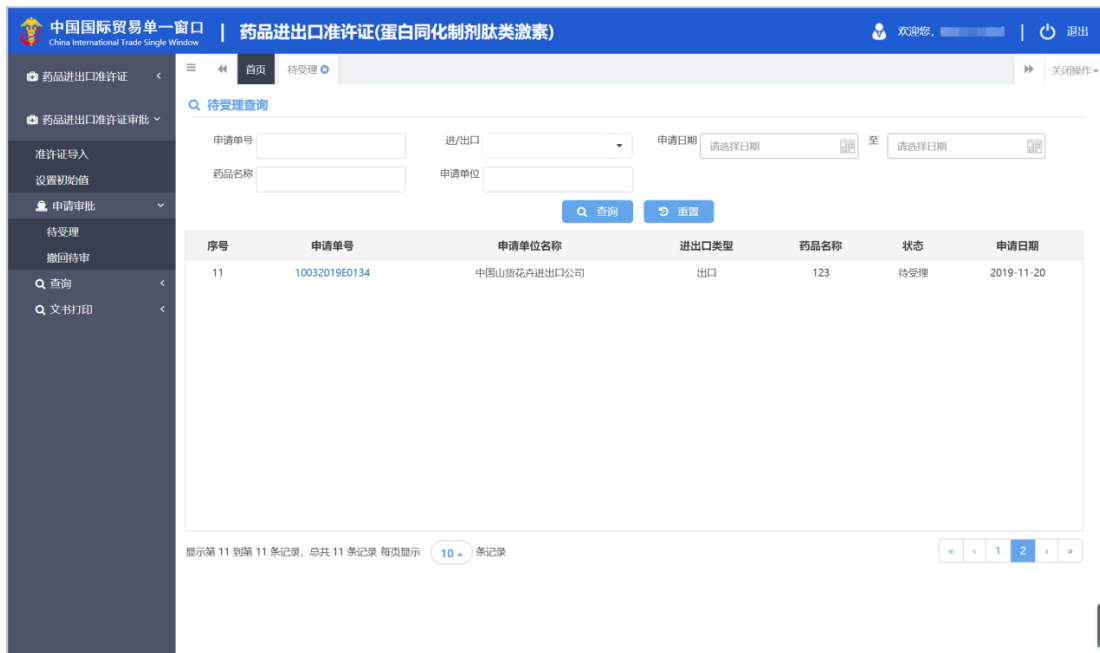 中国国际贸易单一窗口 | 药品进出口准许证(蛋白同化制剂肽类激素) 欢迎您, | 退出
China International Trade Single Window
药品进出口准许证
首页 待受理 关闭操作
待受理查询
药品进出口准许证审批
申请单号 进/出口 申请日期 请选择日期 至 请选择日期
准许证导入
药品名称 申请单位
设置初始值
申请审批
查询 重置
待受理
序号 申请单号 申请单位名称 进出口类型 药品名称 状态 申请日期
撤回待审
11 10032019E0134 中国山货花卉进出口公司 出口 123 待受理 2019-11-20
查询
文书打印
显示第 11 到第 11 条记录, 总共 11 条记录 每页显示 10 条记录
« ‹ 1 2 › »